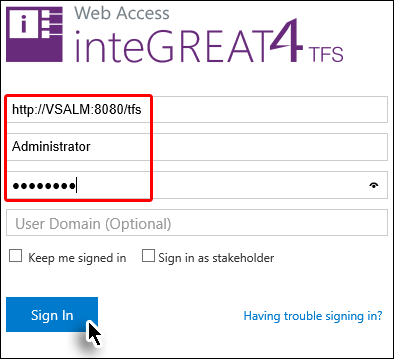 Web Access
inteGREAT4 TFS
http://VSALM:8080/tfs
Administrator
●●●●●●●●
User Domain (Optional)
Keep me signed in Sign in as stakeholder
Sign In Having trouble signing in?